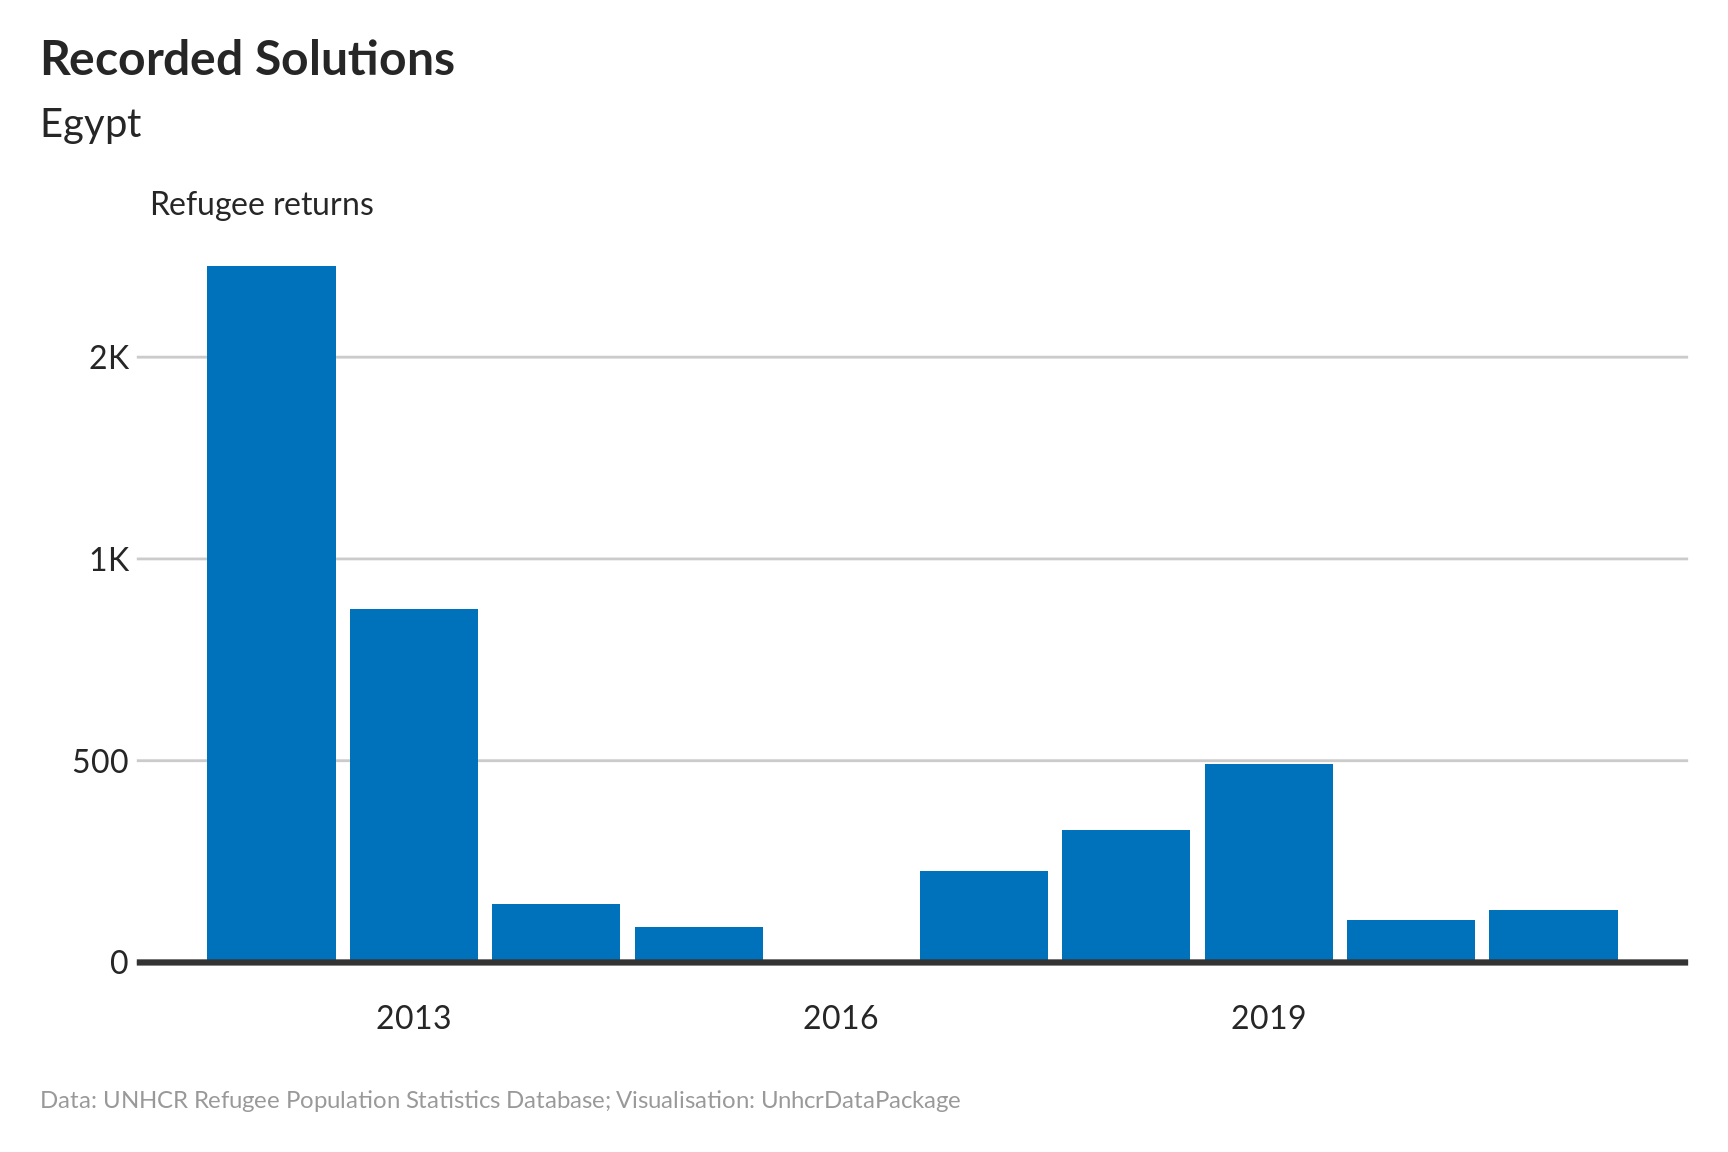 Recorded Solutions
Egypt
Refugee returns
2K
1K
500
0
2013 2016 2019
Data: UNHCR Refugee Population Statistics Database; Visualisation: UnhcrDataPackage